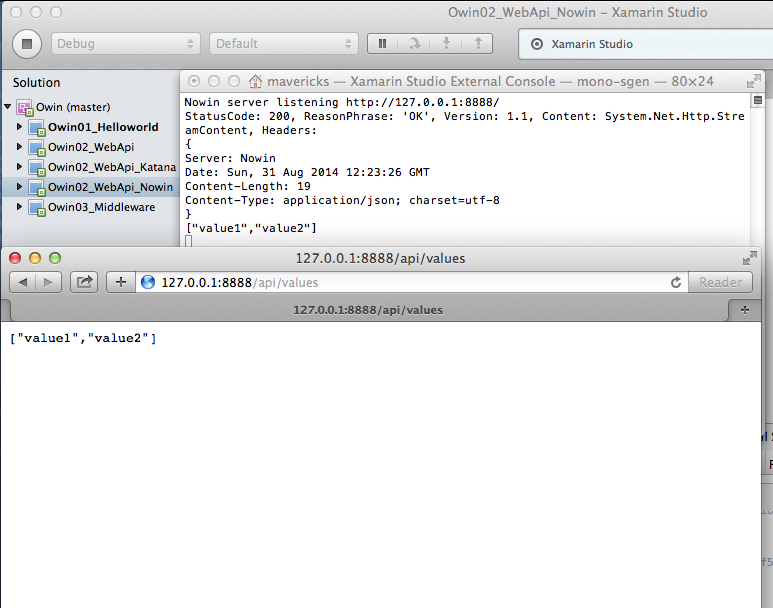 Owin02_WebApi_Nowin – Xamarin Studio
Debug
Default
Xamarin Studio
Solution
Owin (master)
Owin01_Helloworld
Owin02_WebApi
Owin02_WebApi_Katana
Owin02_WebApi_Nowin
Owin03_Middleware
mavericks — Xamarin Studio External Console — mono-sgen — 80×24
Nowin server listening http://127.0.0.1:8888/
StatusCode: 200, ReasonPhrase: 'OK', Version: 1.1, Content: System.Net.Http.Stre
amContent, Headers:
{
Server: Nowin
Date: Sun, 31 Aug 2014 12:23:26 GMT
Content-Length: 19
Content-Type: application/json; charset=utf-8
}
["value1","value2"]
127.0.0.1:8888/api/values
127.0.0.1:8888/api/values
Reader
127.0.0.1:8888/api/values
["value1","value2"]